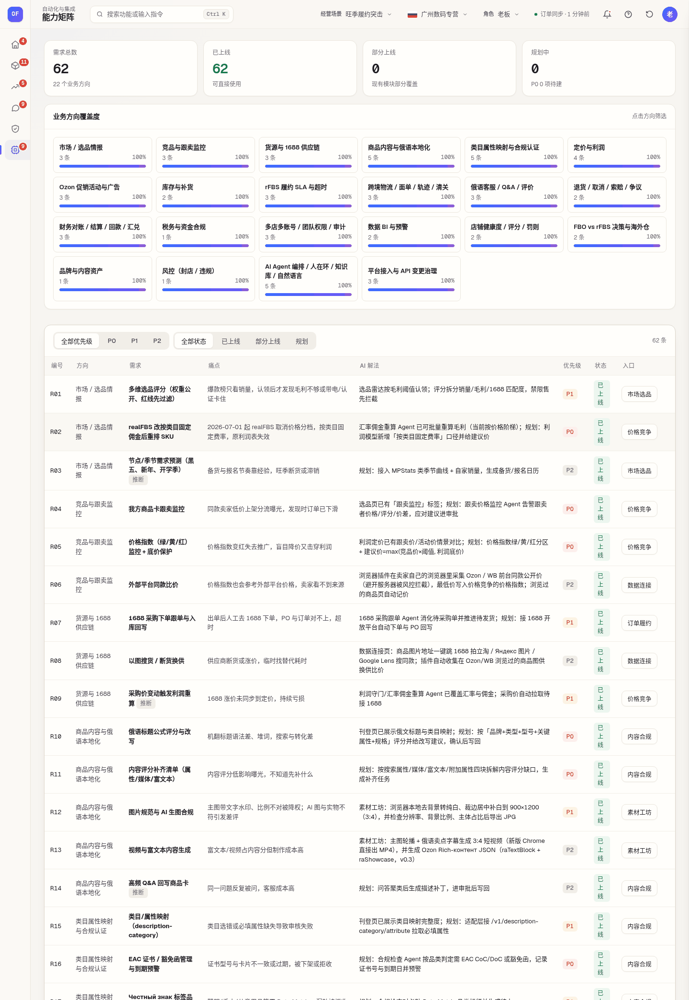 OF
自动化与集成
能力矩阵
搜索功能或输入指令 Ctrl K
经营场景 旺季履约突击
广州数码专营
角色 老板
订单同步 · 1 分钟前
老
4
11
5
9
9
需求总数
62
22 个业务方向
已上线
62
可直接使用
部分上线
0
现有模块部分覆盖
规划中
0
P0 0 项待建
业务方向覆盖度
点击方向筛选
市场 / 选品情报
3 条 100%
竞品与跟卖监控
3 条 100%
货源与 1688 供应链
3 条 100%
商品内容与俄语本地化
5 条 100%
类目属性映射与合规认证
5 条 100%
定价与利润
4 条 100%
Ozon 促销活动与广告
3 条 100%
库存与补货
2 条 100%
rFBS 履约 SLA 与超时
3 条 100%
跨境物流 / 面单 / 轨迹 / 清关
3 条 100%
俄语客服 / Q&A / 评价
3 条 100%
退货 / 取消 / 索赔 / 争议
2 条 100%
财务对账 / 结算 / 回款 / 汇兑
3 条 100%
税务与资金合规
1 条 100%
多店多账号 / 团队权限 / 审计
3 条 100%
数据 BI 与预警
2 条 100%
店铺健康度 / 评分 / 罚则
2 条 100%
FBO vs rFBS 决策与海外仓
2 条 100%
品牌与内容资产
1 条 100%
风控（封店 / 违规）
1 条 100%
AI Agent 编排 / 人在环 / 知识
库 / 自然语言
5 条 100%
平台接入与 API 变更治理
3 条 100%
全部优先级 P0 P1 P2
全部状态 已上线 部分上线 规划
62 条
编号 方向 需求 痛点 AI 解法 优先级 状态 入口
R01
市场 / 选品情
报
多维选品评分（权重公
开、红线先过滤）
爆款榜只看销量，认领后才发现毛利不够或带电/认
证卡住
选品雷达按毛利阈值认领；评分拆分销量/毛利/1688 匹配度，禁限售
先拦截
P1
已
上
线
市场选品
R02
市场 / 选品情
报
realFBS 改按类目固定
佣金后重排 SKU
2026-07-01 起 realFBS 取消价格分档，按类目固
定费率，原利润表失效
汇率佣金重算 Agent 已可批量重算毛利（当前按价格阶梯）；规划：利
润模型新增「按类目固定费率」口径并给建议价
P0
已
上
线
价格竞争
R03
市场 / 选品情
报
节点/季节需求预测（黑
五、新年、开学季）
推断
备货与报名节奏靠经验，旺季断货或滞销
规划：接入 MPStats 类季节曲线 + 自家销量，生成备货/报名日历
P2
已
上
线
市场选品
R04
竞品与跟卖监
控
我方商品卡跟卖监控
同款卖家低价上架分流曝光，发现时订单已下滑
选品页已有「跟卖监控」标签；规划：跟卖价格监控 Agent 告警跟卖
者价格/评分/价差，应对建议进审批
P0
已
上
线
价格竞争
R05
竞品与跟卖监
控
价格指数（绿/黄/红）
监控 + 底价保护
价格指数变红失去推广，盲目降价又击穿利润
利润定价已有跟卖价/活动价情景对比；规划：价格指数绿/黄/红分区
+ 建议价=max(竞品价×阈值, 利润底价)
P0
已
上
线
价格竞争
R06
竞品与跟卖监
控
外部平台同款比价
价格指数也会参考外部平台价格，卖家看不到来源
浏览器插件在卖家自己的浏览器里采集 Ozon / WB 前台同款公开价
（避开服务器被风控拦截），最低价写入价格竞争的价格指数；浏览过
的商品页自动记价
P2
已
上
线
数据连接
R07
货源与 1688
供应链
1688 采购下单跟单与入
库回写
出单后人工去 1688 下单，PO 与订单对不上，超
时
1688 采购跟单 Agent 消化待采购单并推进待发货；规划：接 1688 开
放平台自动下单与 PO 回写
P1
已
上
线
订单履约
R08
货源与 1688
供应链
以图搜货 / 断货换供
供应商断货或涨价，临时找替代耗时
数据连接页：商品图片地址一键跳 1688 拍立淘 / Яндекс 图片 /
Google Lens 搜同款；插件自动收集在 Ozon/WB 浏览过的商品图供
换供比价
P2
已
上
线
数据连接
R09
货源与 1688
供应链
采购价变动触发利润重
算 推断
1688 涨价未同步到定价，持续亏损
利润守门/汇率佣金重算 Agent 已覆盖汇率与佣金；采购价自动拉取待
接 1688
P1
已
上
线
价格竞争
R10
商品内容与俄
语本地化
俄语标题公式评分与改
写
机翻标题语法差、堆词，搜索与转化差
刊登页已展示俄文标题与类目映射；规划：按「品牌+类型+型号+关键
属性+规格」评分并给改写建议，确认后写回
P0
已
上
线
内容合规
R11
商品内容与俄
语本地化
内容评分补齐清单（属
性/媒体/富文本）
内容评分低影响曝光，不知道先补什么
规划：按搜索属性/媒体/富文本/附加属性四块拆解内容评分缺口，生
成补齐任务
P0
已
上
线
内容合规
R12
商品内容与俄
语本地化
图片规范与 AI 生图合规
主图带文字水印、比例不对被降权；AI 图与实物不
符引发差评
素材工坊：浏览器本地去背景转纯白、裁边居中补白到 900×1200
（3:4），并检查分辨率、背景比例、主体占比后导出 JPG
P1
已
上
线
素材工坊
R13
商品内容与俄
语本地化
视频与富文本内容生成
富文本/视频占内容分但制作成本高
素材工坊：主图轮播 + 俄语卖点字幕生成 3:4 短视频（新版 Chrome
直接出 MP4），并生成 Ozon Rich-контент JSON（raTextBlock +
raShowcase，v0.3）
P2
已
上
线
素材工坊
R14
商品内容与俄
语本地化
高频 Q&A 回写商品卡
推断
同一问题反复被问，客服成本高
规划：问答聚类后生成描述补丁，进审批后写回
P2
已
上
线
内容合规
R15
类目属性映射
与合规认证
类目/属性映射
（description-
category）
类目选错或必填属性缺失导致审核失败
刊登页已展示类目映射完整度；规划：适配层接 /v1/description-
category/attribute 拉取必填属性
P1
已
上
线
内容合规
R16
类目属性映射
与合规认证
EAC 证书 / 豁免函管理
与到期预警
证书型号与卡片不一致或过期，被下架或拒收
规划：合规检查 Agent 按品类判定需 EAC CoC/DoC 或豁免函，记录
证书号与到期日并预警
P0
已
上
线
内容合规
类目属性映射
Честный знак 标签品
已